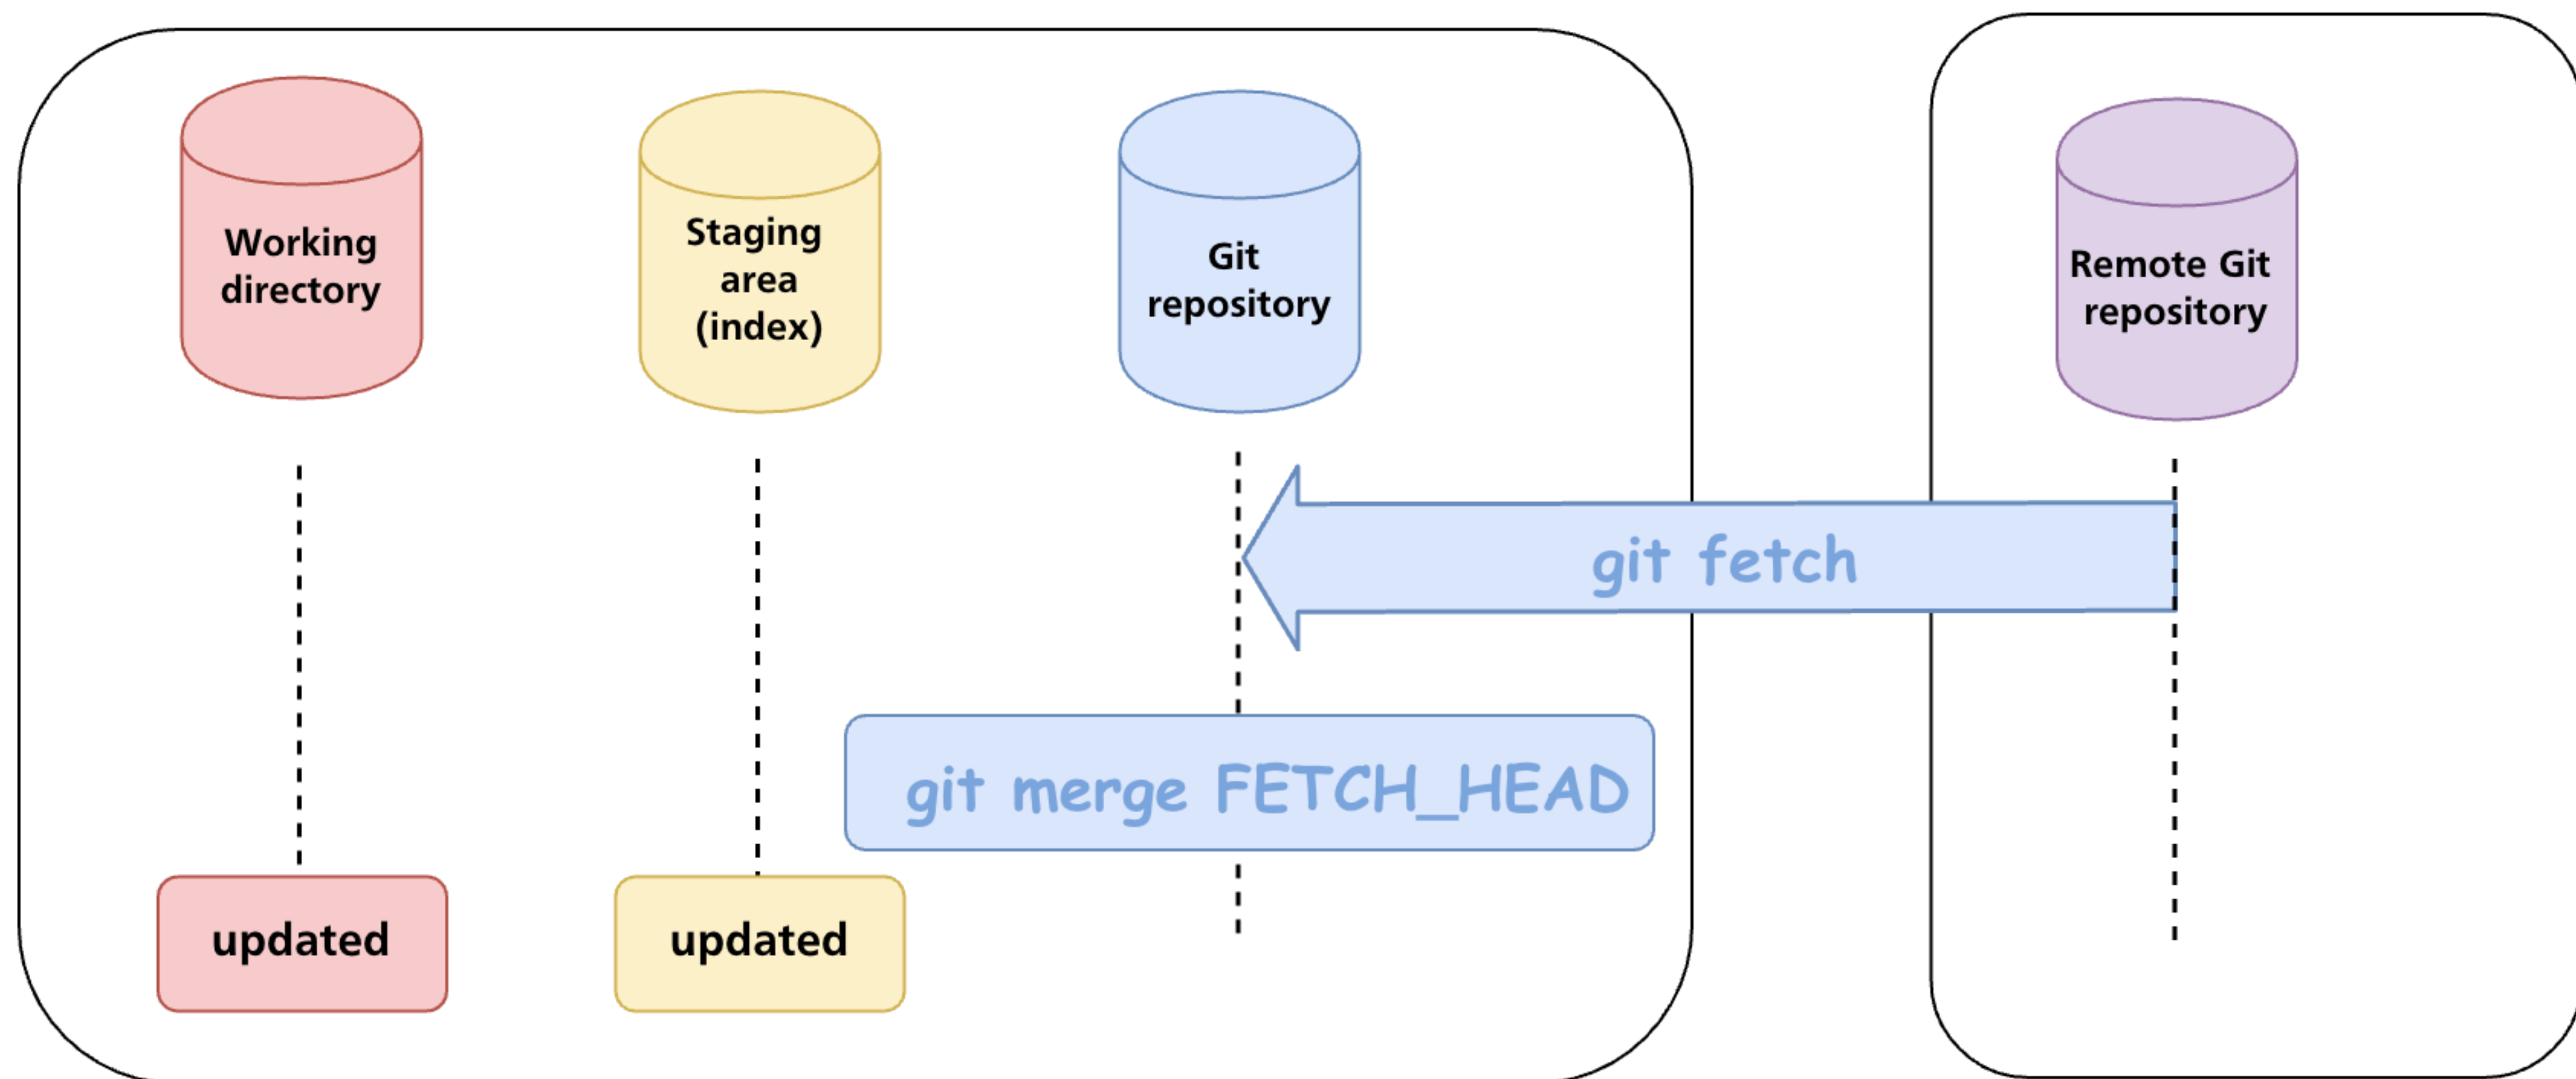 Working
directory
Staging
area
(index)
Git
repository
Remote Git
repository
git fetch
git merge FETCH_HEAD
updated
updated